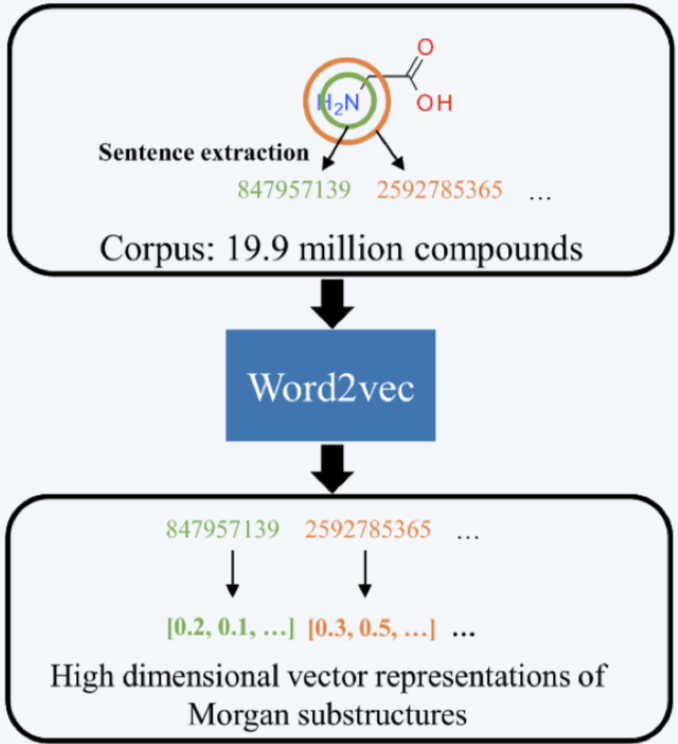 O
H₂N
OH
Sentence extraction
847957139 2592785365 ...
Corpus: 19.9 million compounds
Word2vec
847957139 2592785365 ...
[0.2, 0.1, ...] [0.3, 0.5, ...] ...
High dimensional vector representations of
Morgan substructures